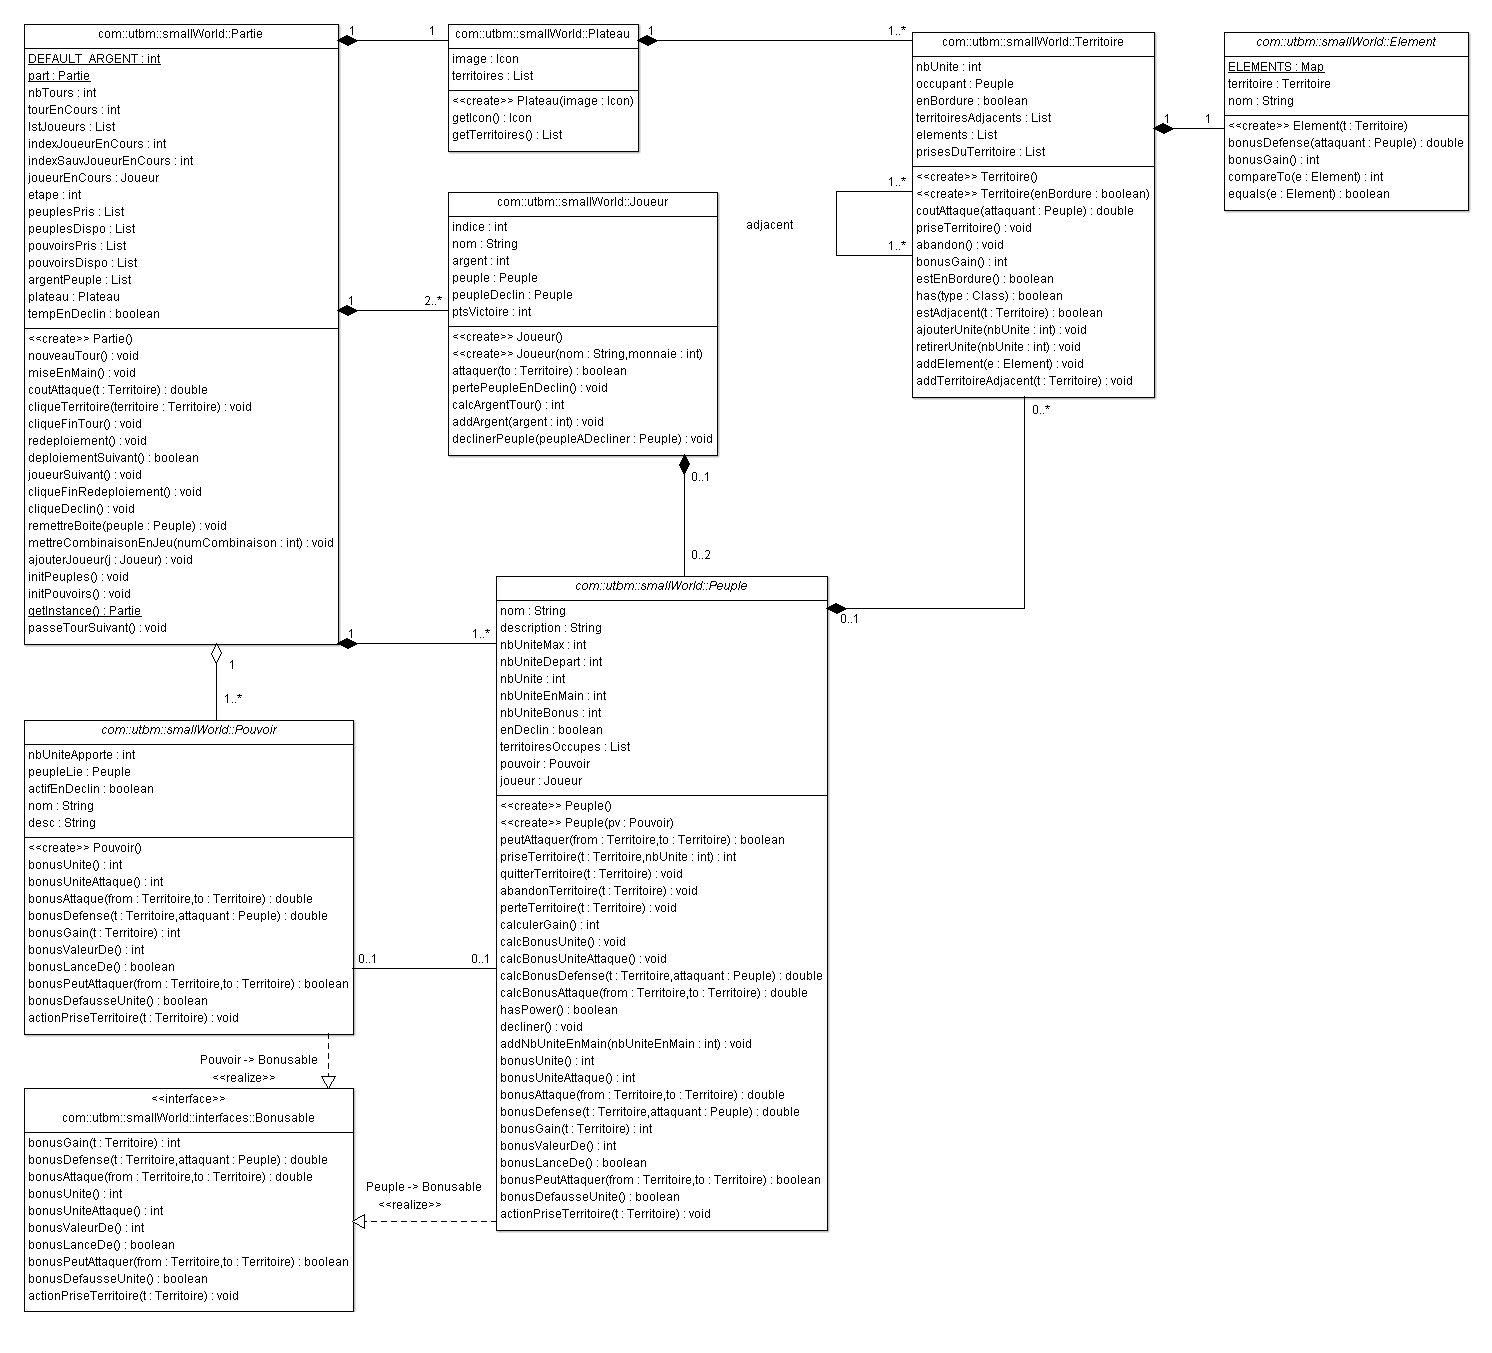 com::utbm::smallWorld::Partie
DEFAULT_ARGENT : int
part : Partie
nbTours : int
tourEnCours : int
lstJoueurs : List
indexJoueurEnCours : int
indexSauvJoueurEnCours : int
joueurEnCours : Joueur
etape : int
peuplesPris : List
peuplesDispo : List
pouvoirsPris : List
pouvoirsDispo : List
argentPeuple : List
plateau : Plateau
tempEnDeclin : boolean
<<create>> Partie()
nouveauTour() : void
miseEnMain() : void
coutAttaque(t : Territoire) : double
cliqueTerritoire(territoire : Territoire) : void
cliqueFinTour() : void
redeploiement() : void
deploiementSuivant() : boolean
joueurSuivant() : void
cliqueFinRedeploiement() : void
cliqueDeclin() : void
remettreBoite(peuple : Peuple) : void
mettreCombinaisonEnJeu(numCombinaison : int) : void
ajouterJoueur(j : Joueur) : void
initPeuples() : void
initPouvoirs() : void
getInstance() : Partie
passeTourSuivant() : void
1
1
com::utbm::smallWorld::Plateau
image : Icon
territoires : List
<<create>> Plateau(image : Icon)
getIcon() : Icon
getTerritoires() : List
1
1..*
com::utbm::smallWorld::Territoire
nbUnite : int
occupant : Peuple
enBordure : boolean
territoiresAdjacents : List
elements : List
prisesDuTerritoire : List
<<create>> Territoire()
<<create>> Territoire(enBordure : boolean)
coutAttaque(attaquant : Peuple) : double
priseTerritoire() : void
abandon() : void
bonusGain() : int
estEnBordure() : boolean
has(type : Class) : boolean
estAdjacent(t : Territoire) : boolean
ajouterUnite(nbUnite : int) : void
retirerUnite(nbUnite : int) : void
addElement(e : Element) : void
addTerritoireAdjacent(t : Territoire) : void
1
1
com::utbm::smallWorld::Element
ELEMENTS : Map
territoire : Territoire
nom : String
<<create>> Element(t : Territoire)
bonusDefense(attaquant : Peuple) : double
bonusGain() : int
compareTo(e : Element) : int
equals(e : Element) : boolean
1..*
adjacent
1..*
1
2..*
com::utbm::smallWorld::Joueur
indice : int
nom : String
argent : int
peuple : Peuple
peupleDeclin : Peuple
ptsVictoire : int
<<create>> Joueur()
<<create>> Joueur(nom : String,monnaie : int)
attaquer(to : Territoire) : boolean
pertePeupleEnDeclin() : void
calcArgentTour() : int
addArgent(argent : int) : void
declinerPeuple(peupleADecliner : Peuple) : void
0..1
0..2
0..*
0..1
1
1..*
com::utbm::smallWorld::Peuple
nom : String
description : String
nbUniteMax : int
nbUniteDepart : int
nbUnite : int
nbUniteEnMain : int
nbUniteBonus : int
enDeclin : boolean
territoiresOccupes : List
pouvoir : Pouvoir
joueur : Joueur
<<create>> Peuple()
<<create>> Peuple(pv : Pouvoir)
peutAttaquer(from : Territoire,to : Territoire) : boolean
priseTerritoire(t : Territoire,nbUnite : int) : int
quitterTerritoire(t : Territoire) : void
abandonTerritoire(t : Territoire) : void
perteTerritoire(t : Territoire) : void
calculerGain() : int
calcBonusUnite() : void
calcBonusUniteAttaque() : void
calcBonusDefense(t : Territoire,attaquant : Peuple) : double
calcBonusAttaque(from : Territoire,to : Territoire) : double
hasPower() : boolean
decliner() : void
addNbUniteEnMain(nbUniteEnMain : int) : void
bonusUnite() : int
bonusUniteAttaque() : int
bonusAttaque(from : Territoire,to : Territoire) : double
bonusDefense(t : Territoire,attaquant : Peuple) : double
bonusGain(t : Territoire) : int
bonusValeurDe() : int
bonusLanceDe() : boolean
bonusPeutAttaquer(from : Territoire,to : Territoire) : boolean
bonusDefausseUnite() : boolean
actionPriseTerritoire(t : Territoire) : void
1
1..*
com::utbm::smallWorld::Pouvoir
nbUniteApporte : int
peupleLie : Peuple
actifEnDeclin : boolean
nom : String
desc : String
<<create>> Pouvoir()
bonusUnite() : int
bonusUniteAttaque() : int
bonusAttaque(from : Territoire,to : Territoire) : double
bonusDefense(t : Territoire,attaquant : Peuple) : double
bonusGain(t : Territoire) : int
bonusValeurDe() : int
bonusLanceDe() : boolean
bonusPeutAttaquer(from : Territoire,to : Territoire) : boolean
bonusDefausseUnite() : boolean
actionPriseTerritoire(t : Territoire) : void
0..1
0..1
Pouvoir -> Bonusable
<<realize>>
<<interface>>
com::utbm::smallWorld::interfaces::Bonusable
bonusGain(t : Territoire) : int
bonusDefense(t : Territoire,attaquant : Peuple) : double
bonusAttaque(from : Territoire,to : Territoire) : double
bonusUnite() : int
bonusUniteAttaque() : int
bonusValeurDe() : int
bonusLanceDe() : boolean
bonusPeutAttaquer(from : Territoire,to : Territoire) : boolean
bonusDefausseUnite() : boolean
actionPriseTerritoire(t : Territoire) : void
Peuple -> Bonusable
<<realize>>